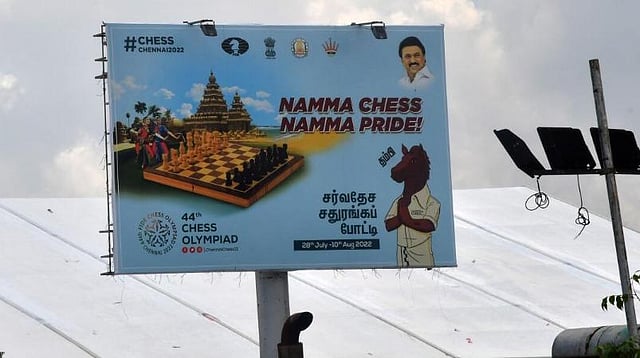 #CHESS
CHENNAI2022
NAMMA CHESS
NAMMA PRIDE!
தம்பி
சர்வதேச
சதுரங்கப்
போட்டி
28th July -10th Aug 2022
44th
CHESS
OLYMPIAD